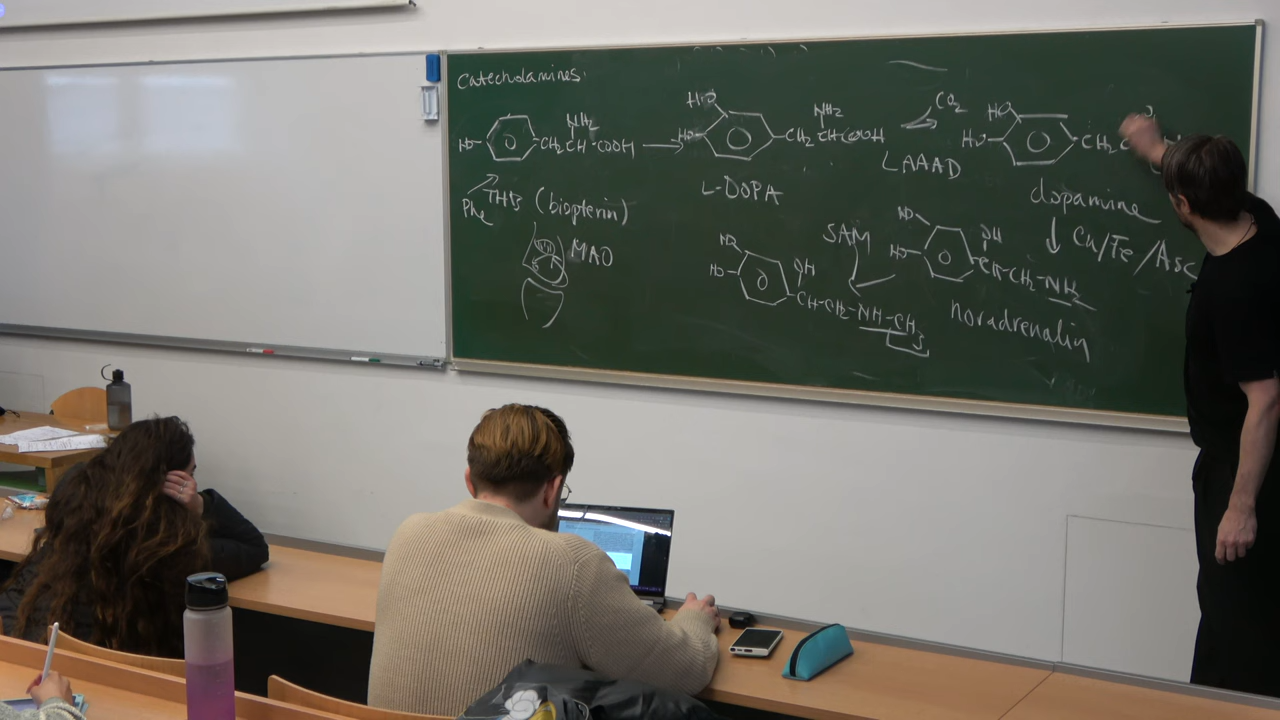 Catecholamines
HO- CH2 CH COOH
NH2
HO
HO- CH2 CH COOH
NH2
CO2
HO
HO CH2
LAAAD
Phe
TH3 (biopterin)
L-DOPA
dopamine
MAO
Cu/Fe/Asc
SAM
HO
HO- CH-CH2-NH2
OH
noradrenalin
HO
HO- CH-CH2-NH-CH3
OH